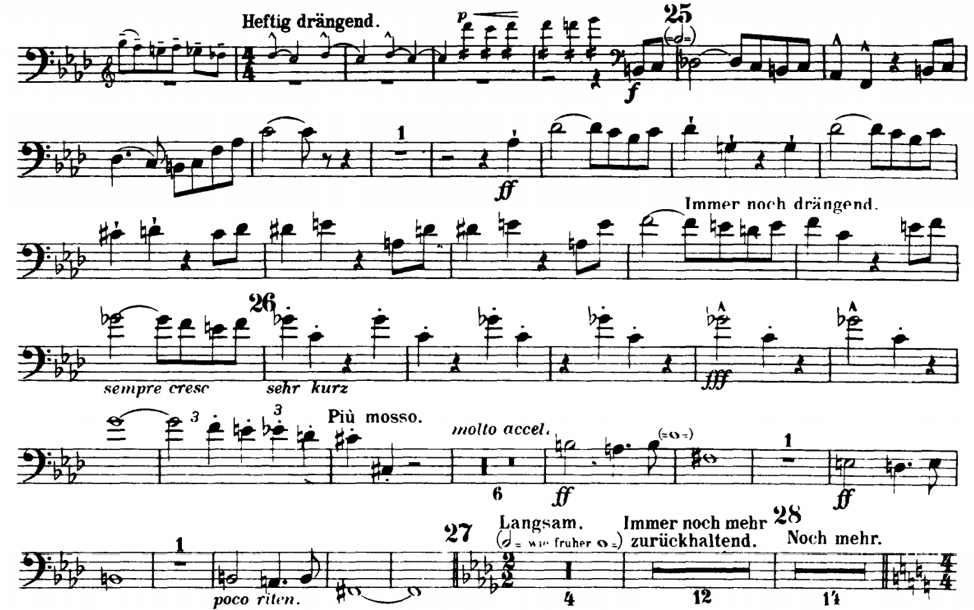 Heftig drängend.
p
25
(=𝅗𝅥=)
f
1
ff
Immer noch drängend.
26
sempre cresc
sehr kurz
fff
3
3
Più mosso.
molto accel.
(=𝅝=)
6
ff
1
ff
1
poco riten.
27
Langsam.
(𝅗𝅥= wie fruher 𝅝=)
Immer noch mehr
zurückhaltend.
28
Noch mehr.
4
12
14